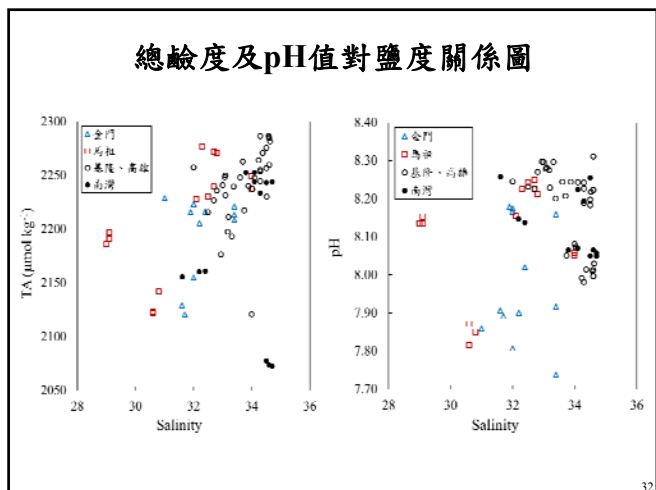 總鹼度及pH值對鹽度關係圖
2300
2250
2200
2150
2100
2050
TA (μmol kg⁻¹)
金門
馬祖
基隆、高雄
南灣
28
30
32
34
36
Salinity
8.40
8.30
8.20
8.10
8.00
7.90
7.80
7.70
pH
金門
馬祖
基隆、高雄
南灣
28
30
32
34
36
Salinity
32